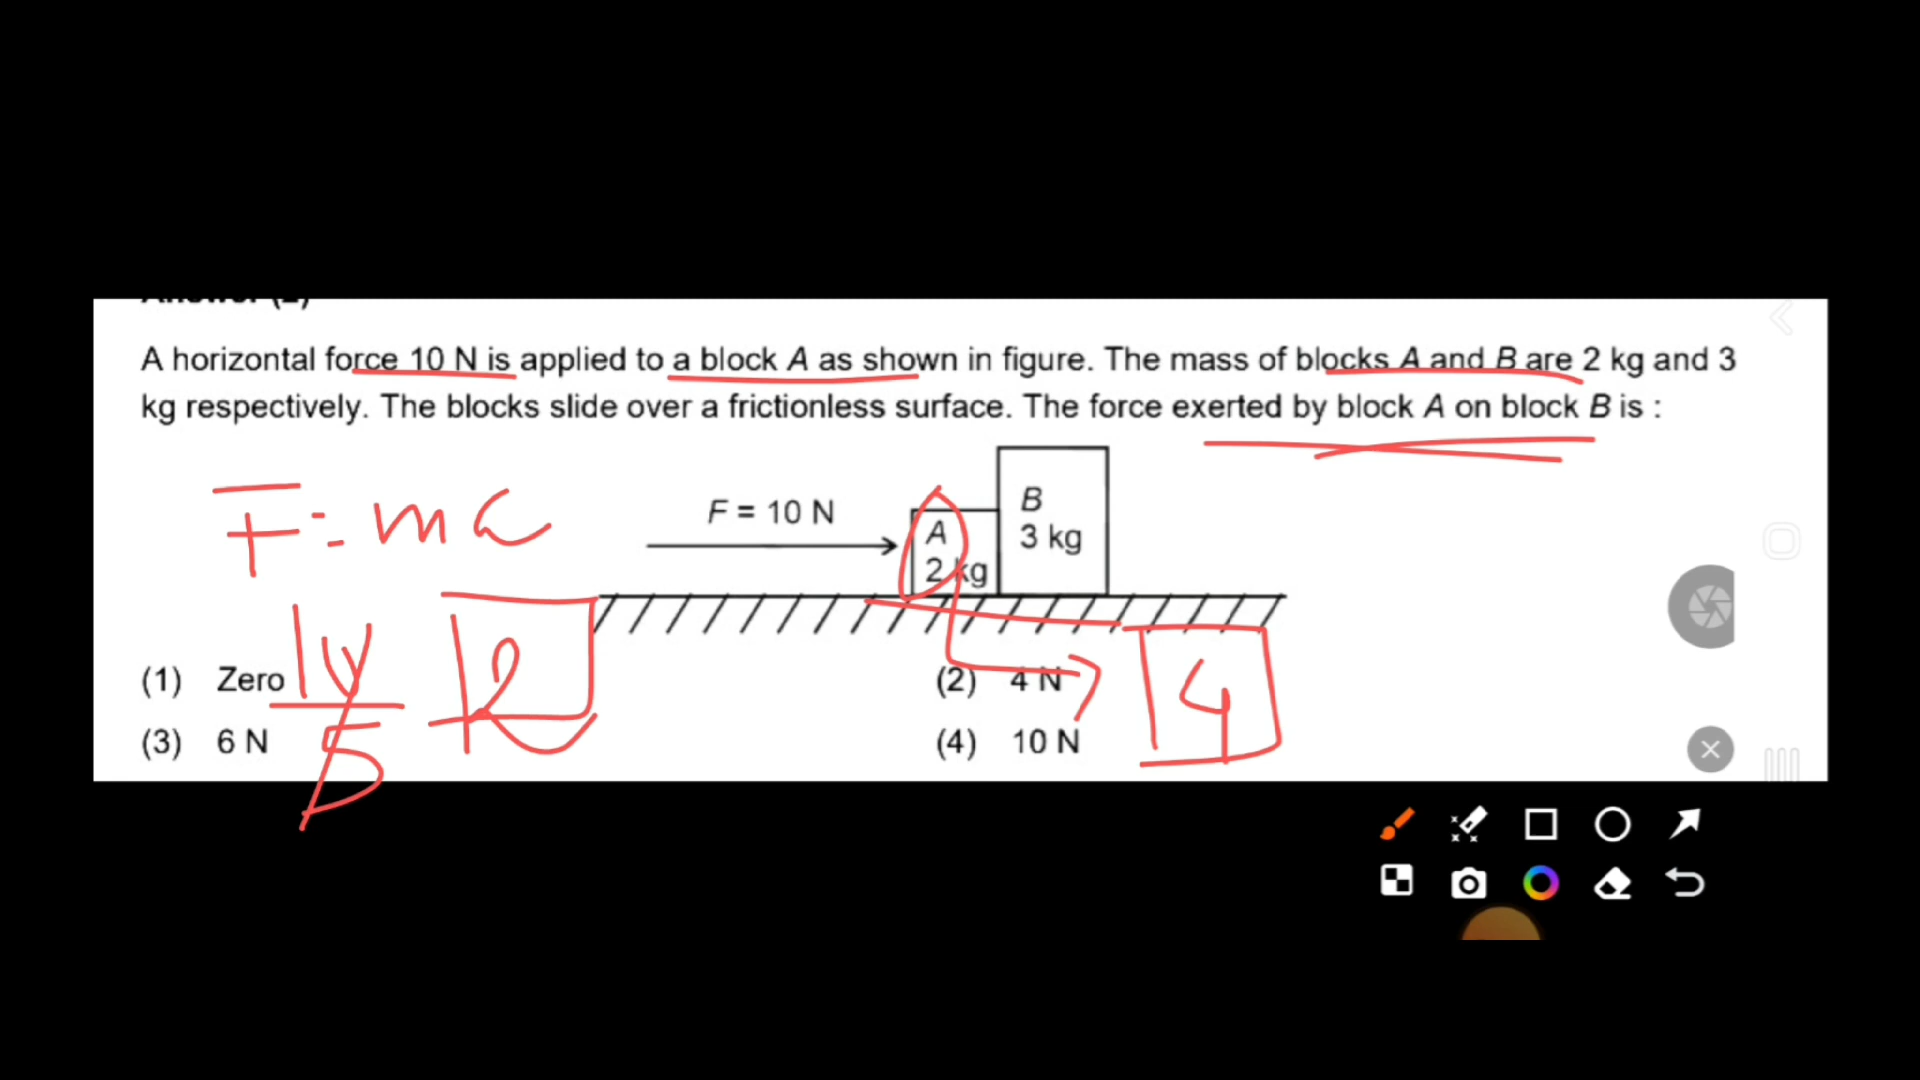 A horizontal force 10 N is applied to a block A as shown in figure. The mass of blocks A and B are 2 kg and 3
kg respectively. The blocks slide over a frictionless surface. The force exerted by block A on block B is :
F = ma
F = 10 N
A
2 kg
B
3 kg
(1) Zero
(2) 4 N
(3) 6 N
(4) 10 N
10
5
2
4